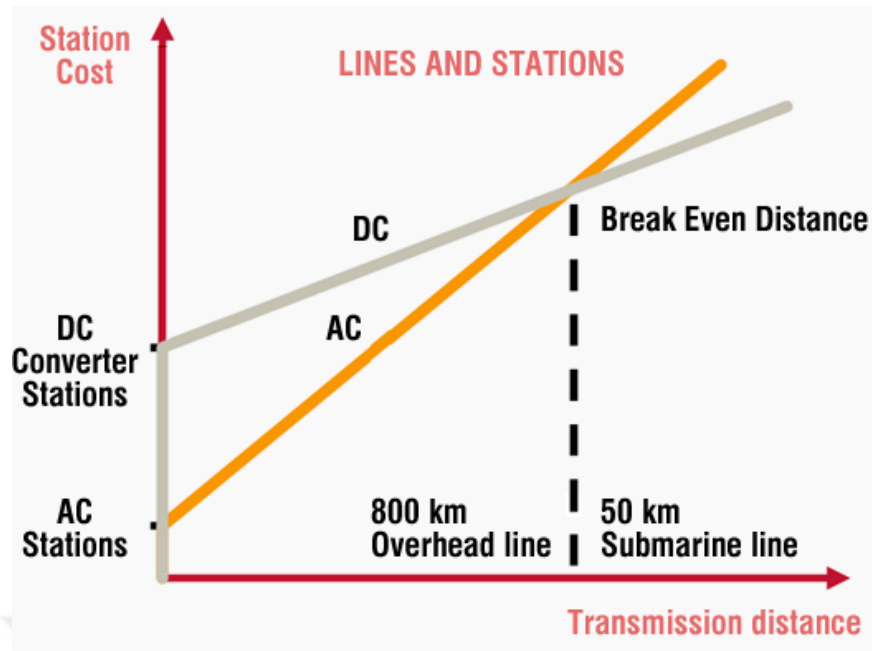 Station
Cost
LINES AND STATIONS
DC
Break Even Distance
AC
DC
Converter
Stations
AC
Stations
800 km
Overhead line
50 km
Submarine line
Transmission distance